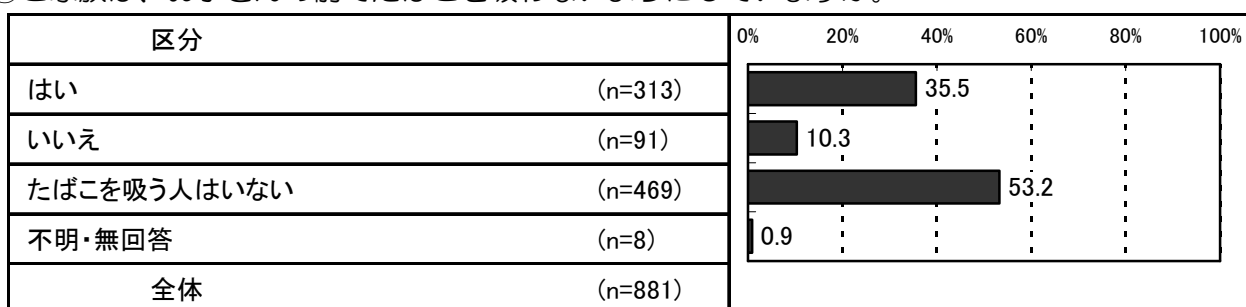 区分 0% 20% 40% 60% 80% 100%
はい (n=313) 35.5
いいえ (n=91) 10.3
たばこを吸う人はいない (n=469) 53.2
不明・無回答 (n=8) 0.9
全体 (n=881)